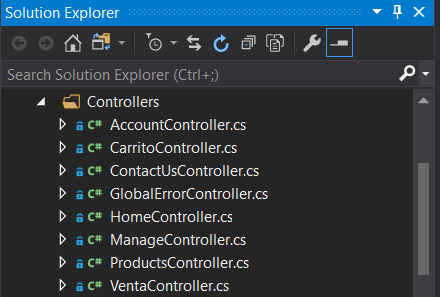 Solution Explorer
Search Solution Explorer (Ctrl+;)
Controllers
C# AccountController.cs
C# CarritoController.cs
C# ContactUsController.cs
C# GlobalErrorController.cs
C# HomeController.cs
C# ManageController.cs
C# ProductsController.cs
C# VentaController.cs